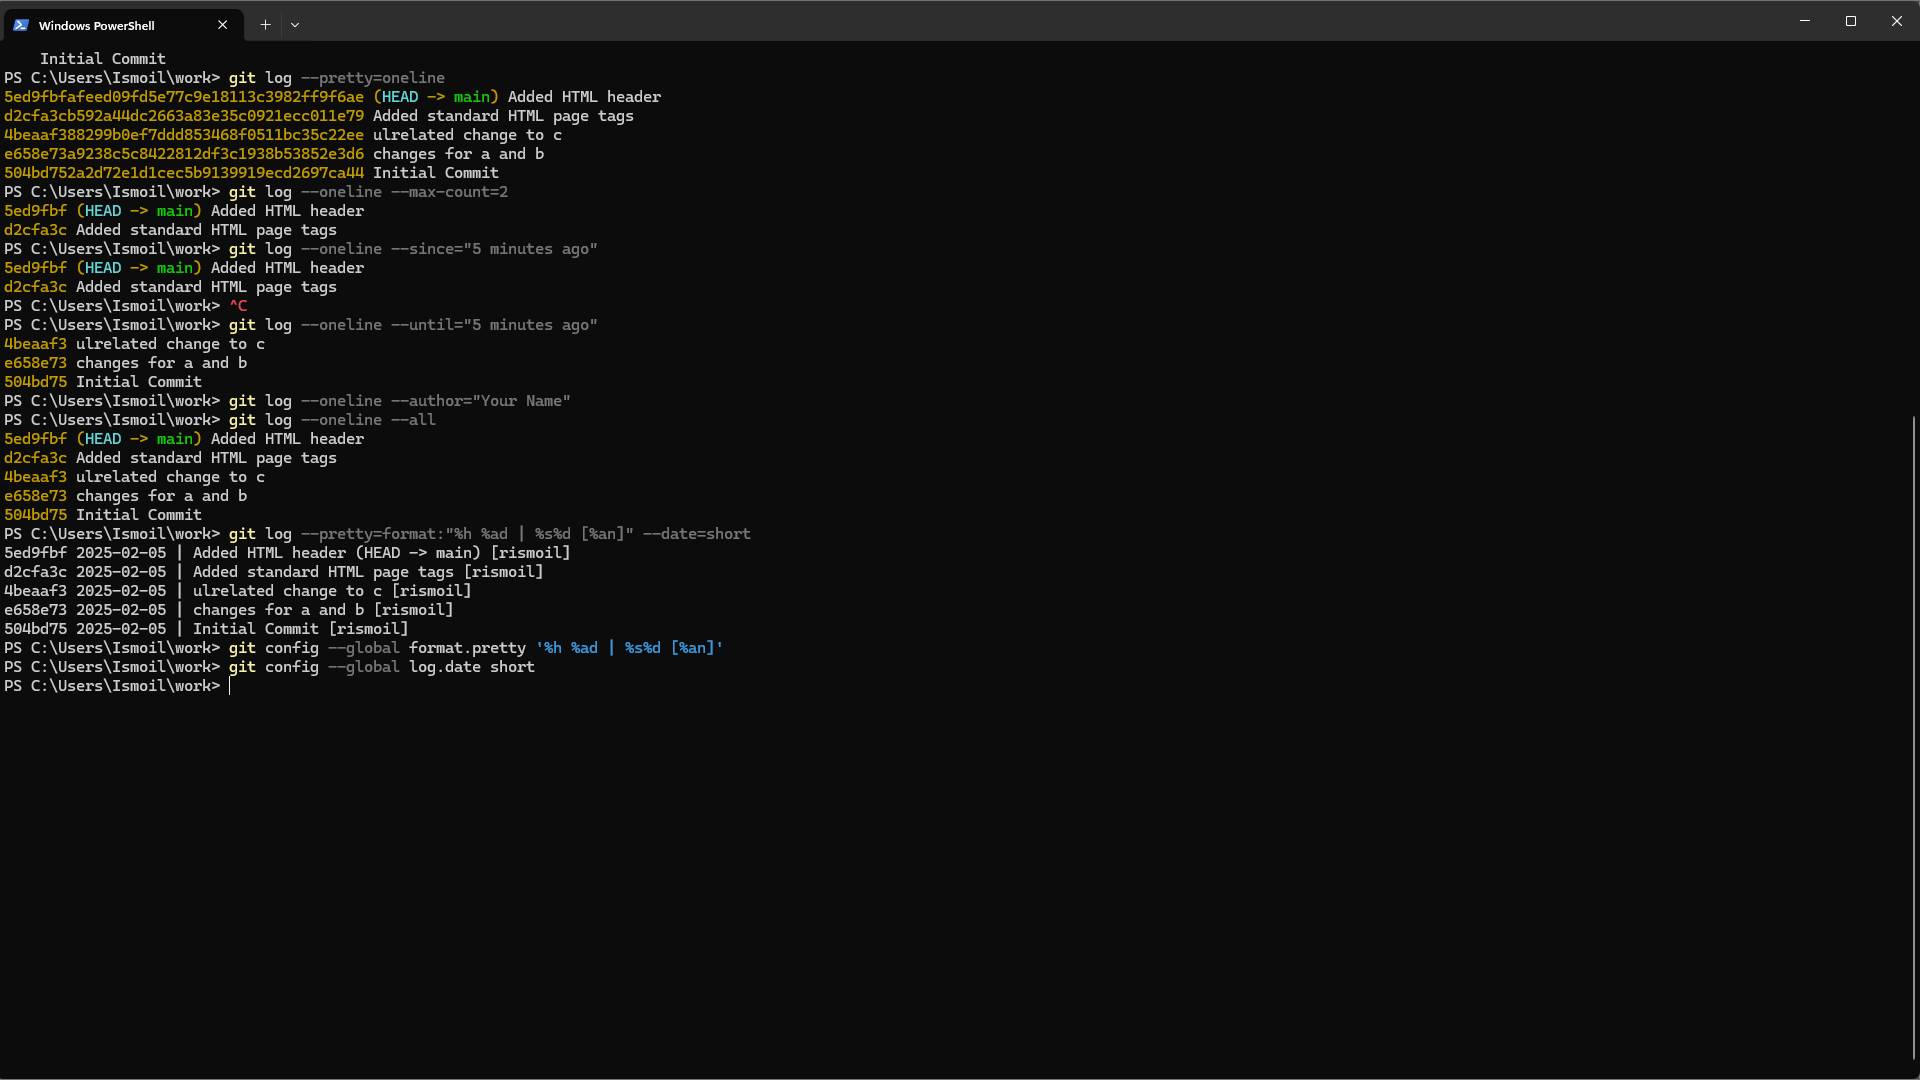 Windows PowerShell
    Initial Commit
PS C:\Users\Ismoil\work> git log --pretty=oneline
5ed9fbfafeed09fd5e77c9e18113c3982ff9f6ae (HEAD -> main) Added HTML header
d2cfa3cb592a44dc2663a83e35c0921ecc011e79 Added standard HTML page tags
4beaaf388299b0ef7ddd853468f0511bc35c22ee ulrelated change to c
e658e73a9238c5c8422812df3c1938b53852e3d6 changes for a and b
504bd752a2d72e1d1cec5b9139919ecd2697ca44 Initial Commit
PS C:\Users\Ismoil\work> git log --oneline --max-count=2
5ed9fbf (HEAD -> main) Added HTML header
d2cfa3c Added standard HTML page tags
PS C:\Users\Ismoil\work> git log --oneline --since="5 minutes ago"
5ed9fbf (HEAD -> main) Added HTML header
d2cfa3c Added standard HTML page tags
PS C:\Users\Ismoil\work> ^C
PS C:\Users\Ismoil\work> git log --oneline --until="5 minutes ago"
4beaaf3 ulrelated change to c
e658e73 changes for a and b
504bd75 Initial Commit
PS C:\Users\Ismoil\work> git log --oneline --author="Your Name"
PS C:\Users\Ismoil\work> git log --oneline --all
5ed9fbf (HEAD -> main) Added HTML header
d2cfa3c Added standard HTML page tags
4beaaf3 ulrelated change to c
e658e73 changes for a and b
504bd75 Initial Commit
PS C:\Users\Ismoil\work> git log --pretty=format:"%h %ad | %s%d [%an]" --date=short
5ed9fbf 2025-02-05 | Added HTML header (HEAD -> main) [rismoil]
d2cfa3c 2025-02-05 | Added standard HTML page tags [rismoil]
4beaaf3 2025-02-05 | ulrelated change to c [rismoil]
e658e73 2025-02-05 | changes for a and b [rismoil]
504bd75 2025-02-05 | Initial Commit [rismoil]
PS C:\Users\Ismoil\work> git config --global format.pretty '%h %ad | %s%d [%an]'
PS C:\Users\Ismoil\work> git config --global log.date short
PS C:\Users\Ismoil\work>